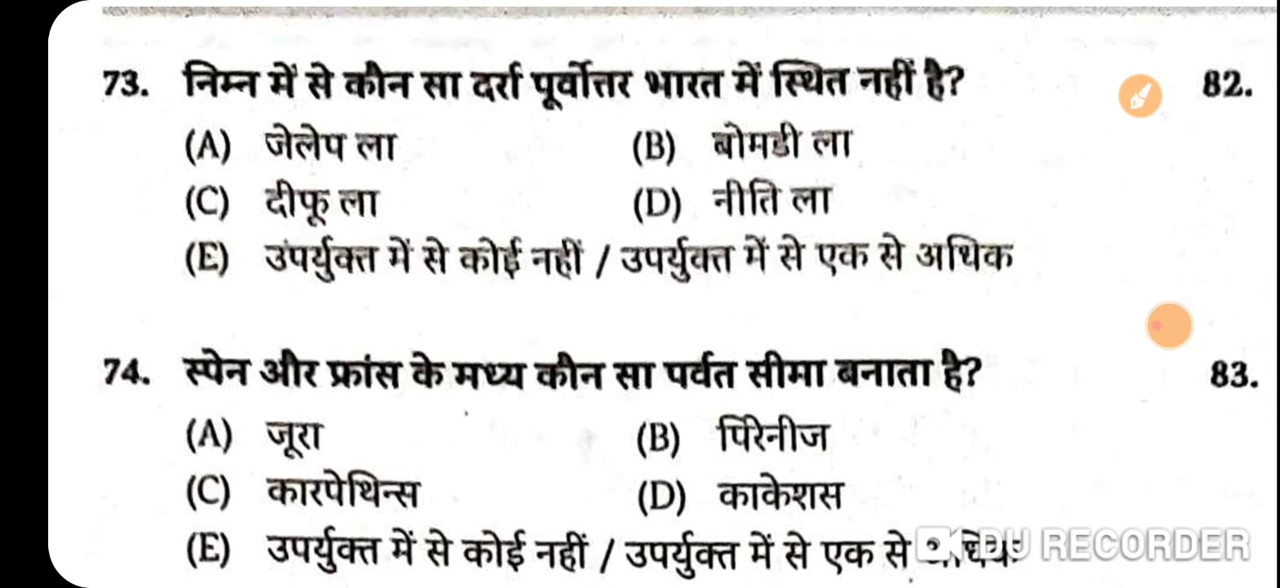 73. निम्न में से कौन सा दर्रा पूर्वोत्तर भारत में स्थित नहीं है?
82.
(A) जेलेप ला (B) बोमडी ला
(C) दीफू ला (D) नीति ला
(E) उपर्युक्त में से कोई नहीं / उपर्युक्त में से एक से अधिक
74. स्पेन और फ्रांस के मध्य कौन सा पर्वत सीमा बनाता है?
83.
(A) जूरा (B) पिरेनीज
(C) कारपेथिन्स (D) काकेशस
(E) उपर्युक्त में से कोई नहीं / उपर्युक्त में से एक से
DU RECORDER